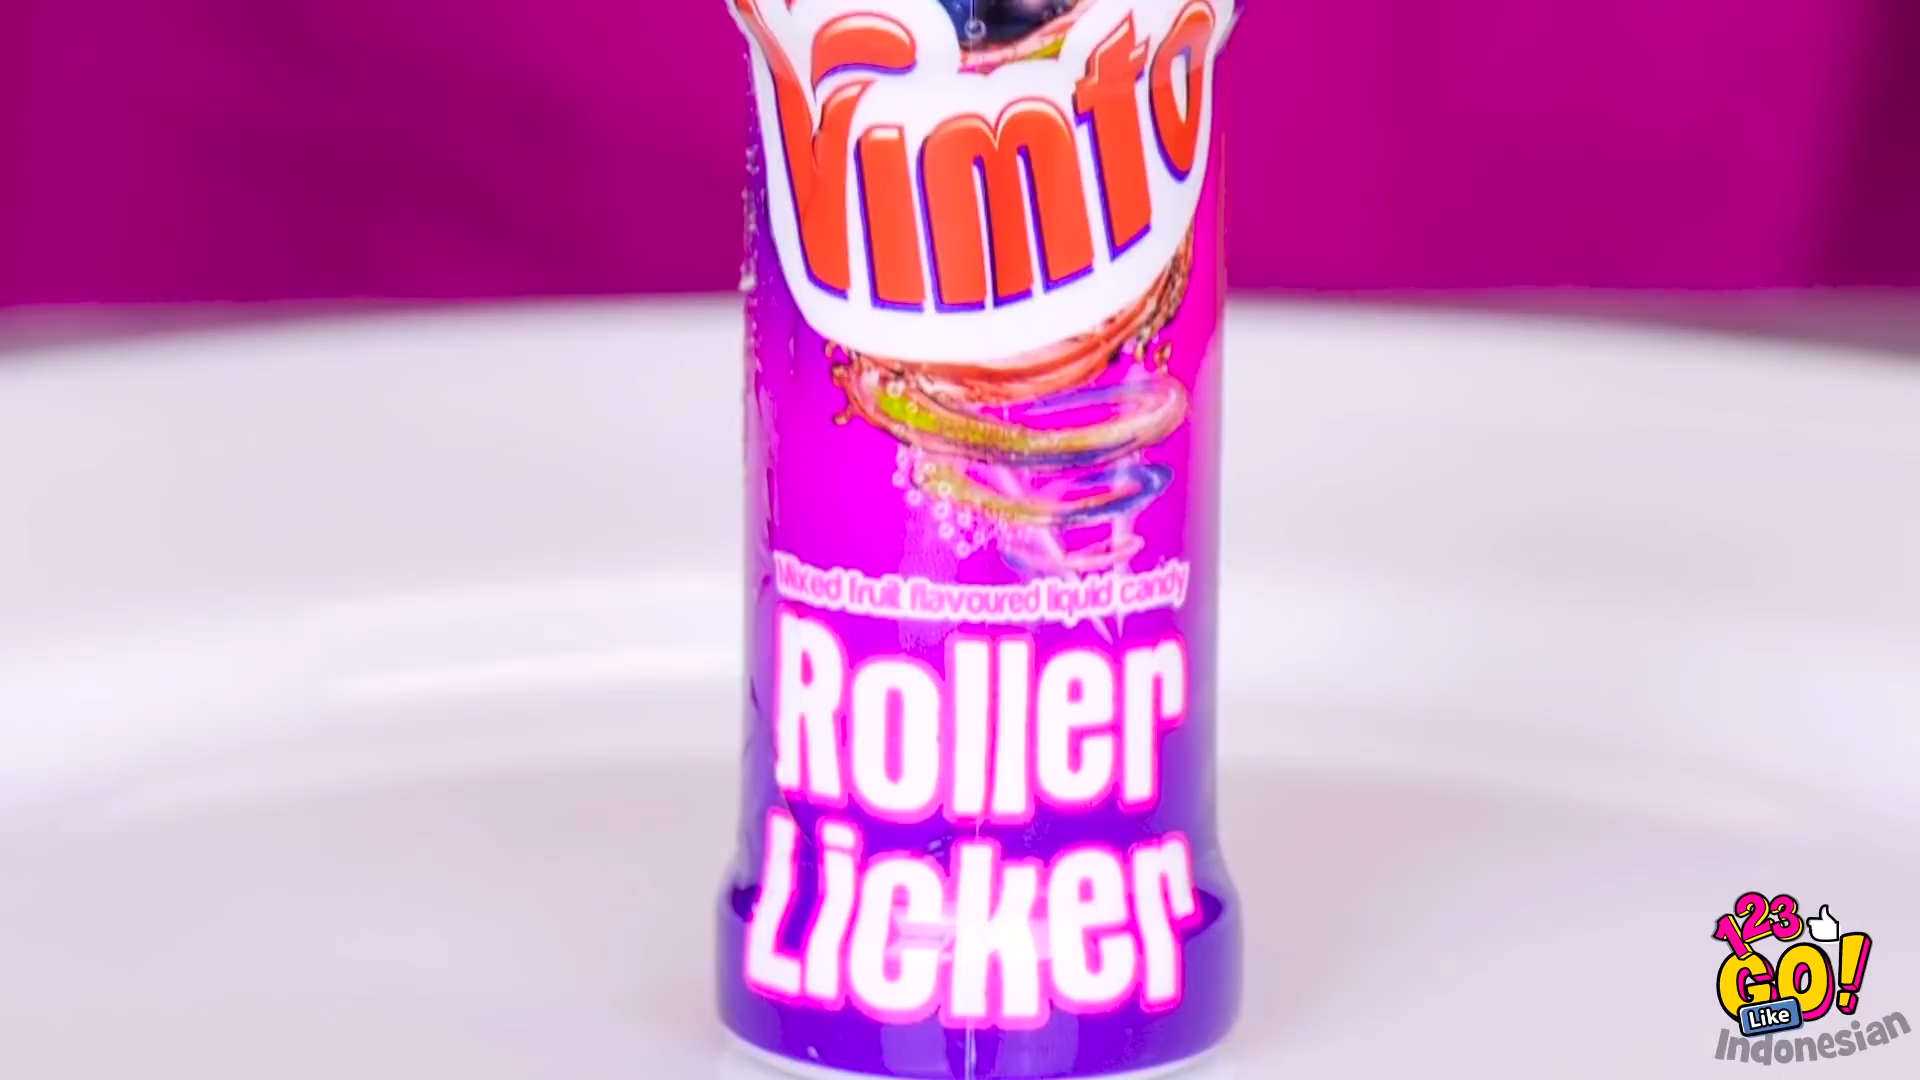 Vimto
Mixed fruit flavoured liquid candy
Roller
Licker
123
GO!
Like
Indonesian